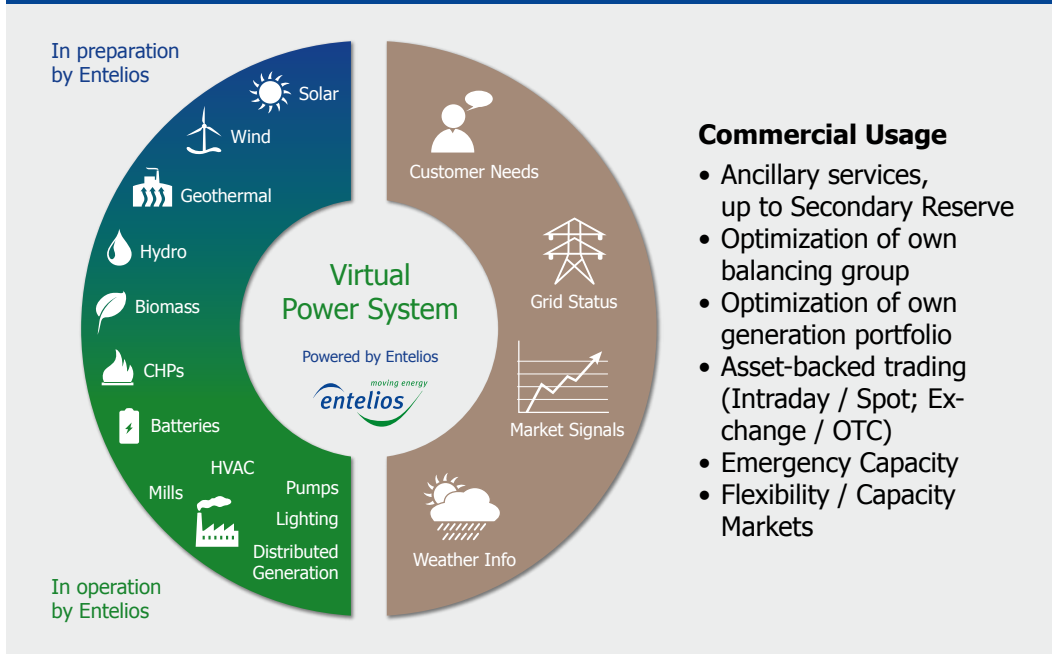 In preparation
by Entelios
Solar
Wind
Geothermal
Hydro
Biomass
CHPs
Batteries
HVAC
Mills
Pumps
Lighting
Distributed
Generation
In operation
by Entelios
Virtual
Power System
Powered by Entelios
moving energy
entelios
Customer Needs
Grid Status
Market Signals
Weather Info
Commercial Usage
• Ancillary services,
up to Secondary Reserve
• Optimization of own
balancing group
• Optimization of own
generation portfolio
• Asset-backed trading
(Intraday / Spot; Ex-
change / OTC)
• Emergency Capacity
• Flexibility / Capacity
Markets